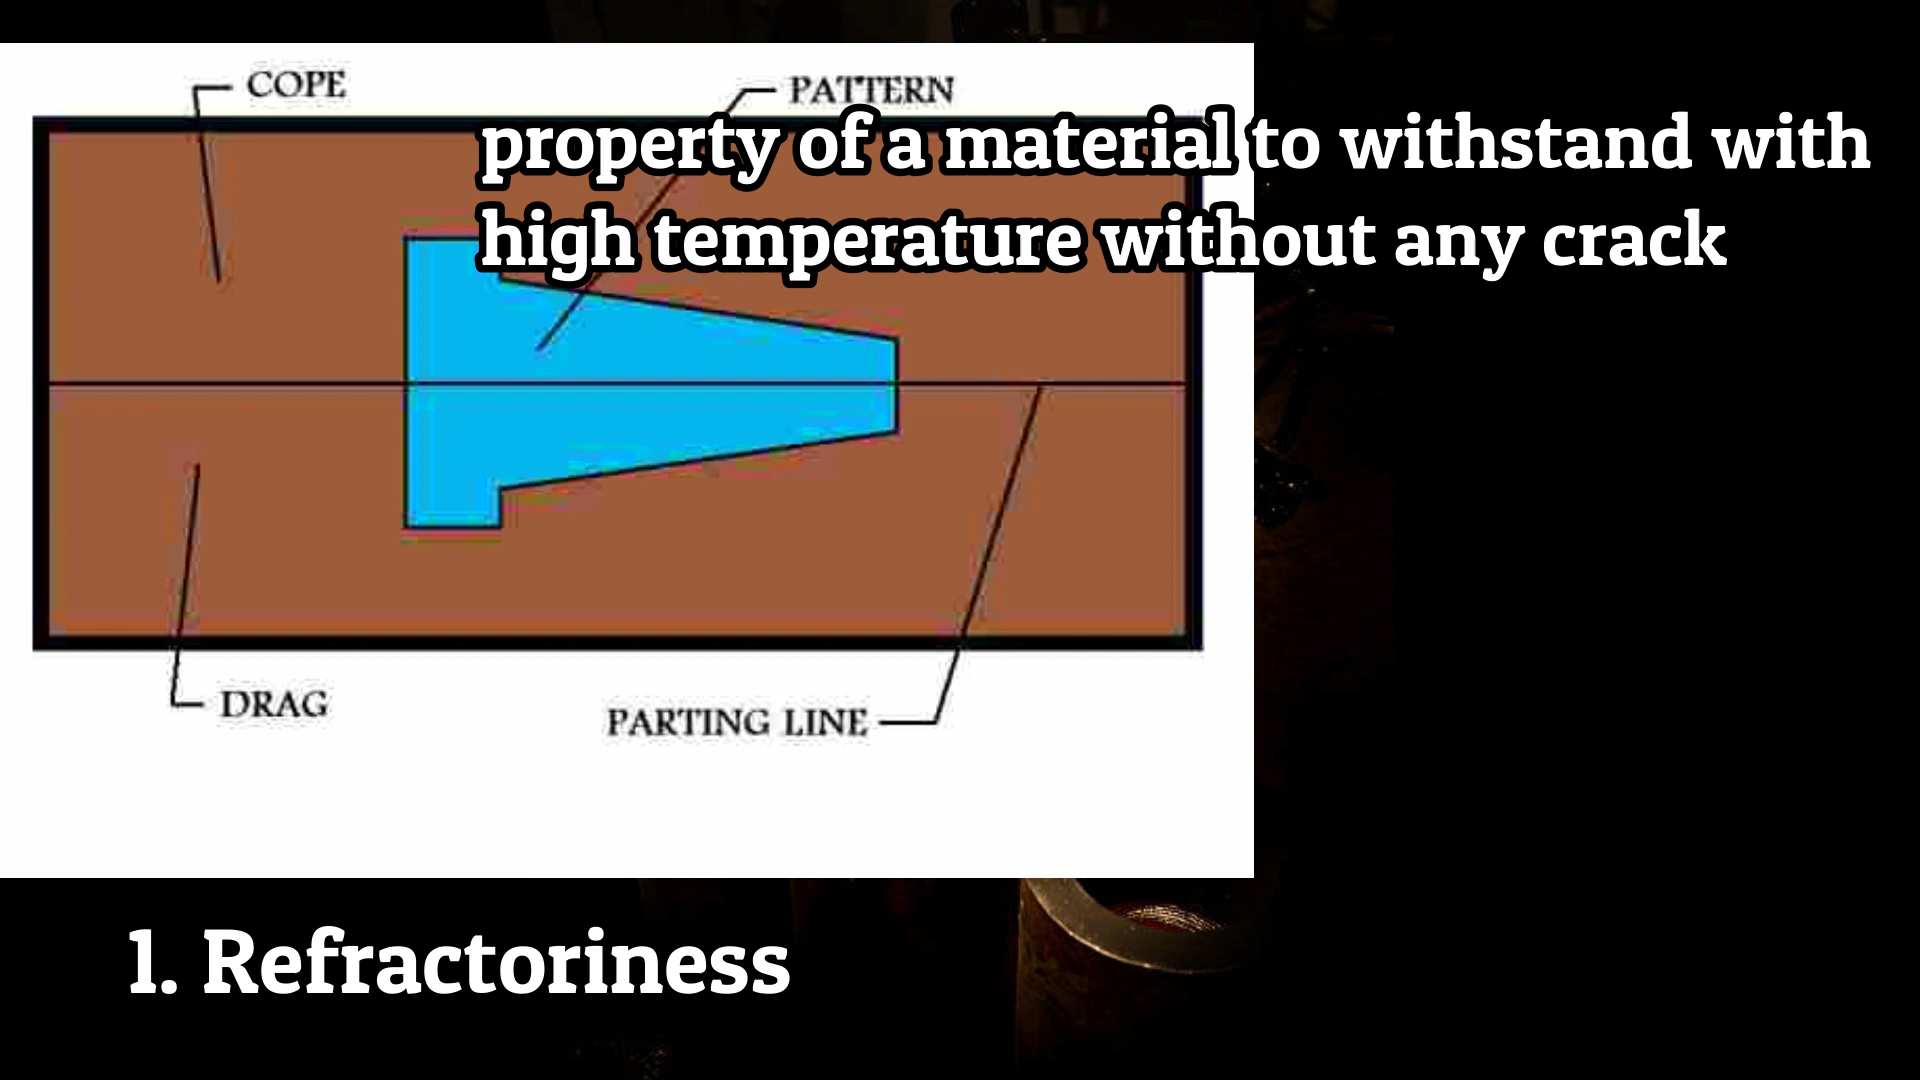 COPE
PATTERN
property of a material to withstand with
high temperature without any crack
DRAG
PARTING LINE
1. Refractoriness